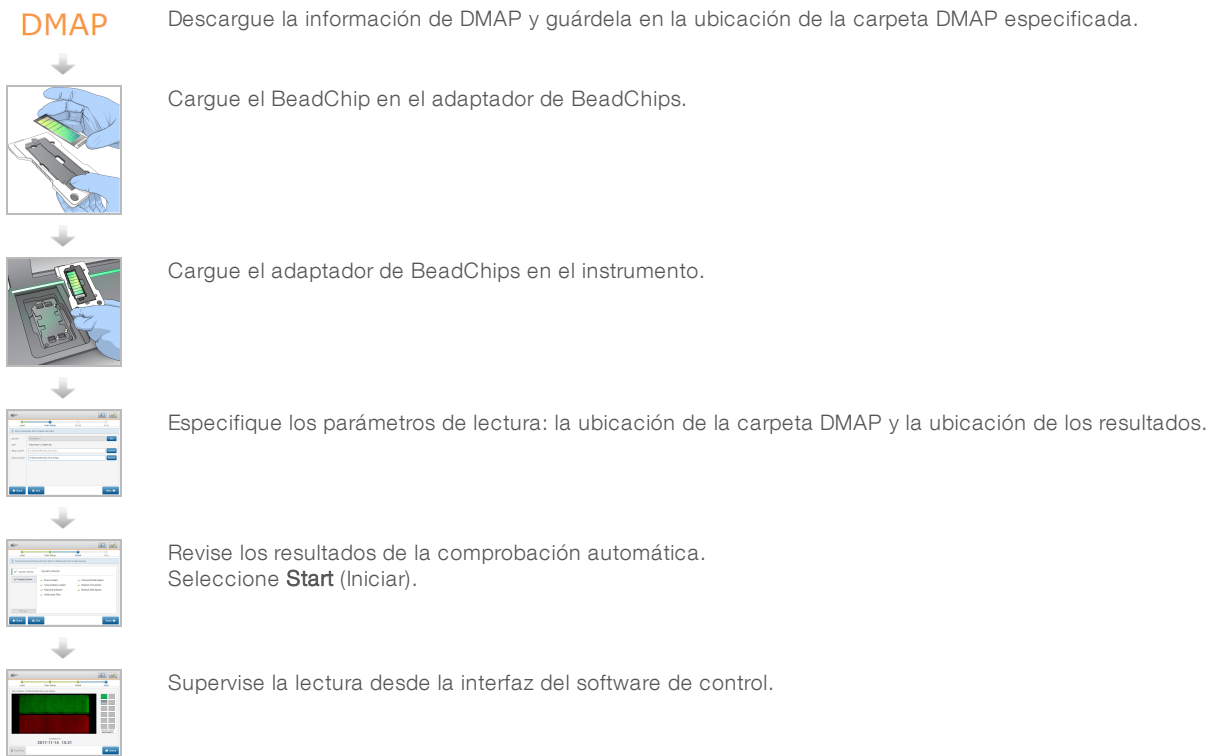 DMAP
Descargue la información de DMAP y guárdela en la ubicación de la carpeta DMAP especificada.
Cargue el BeadChip en el adaptador de BeadChips.
Cargue el adaptador de BeadChips en el instrumento.
Especifique los parámetros de lectura: la ubicación de la carpeta DMAP y la ubicación de los resultados.
Revise los resultados de la comprobación automática.
Seleccione Start (Iniciar).
Supervise la lectura desde la interfaz del software de control.